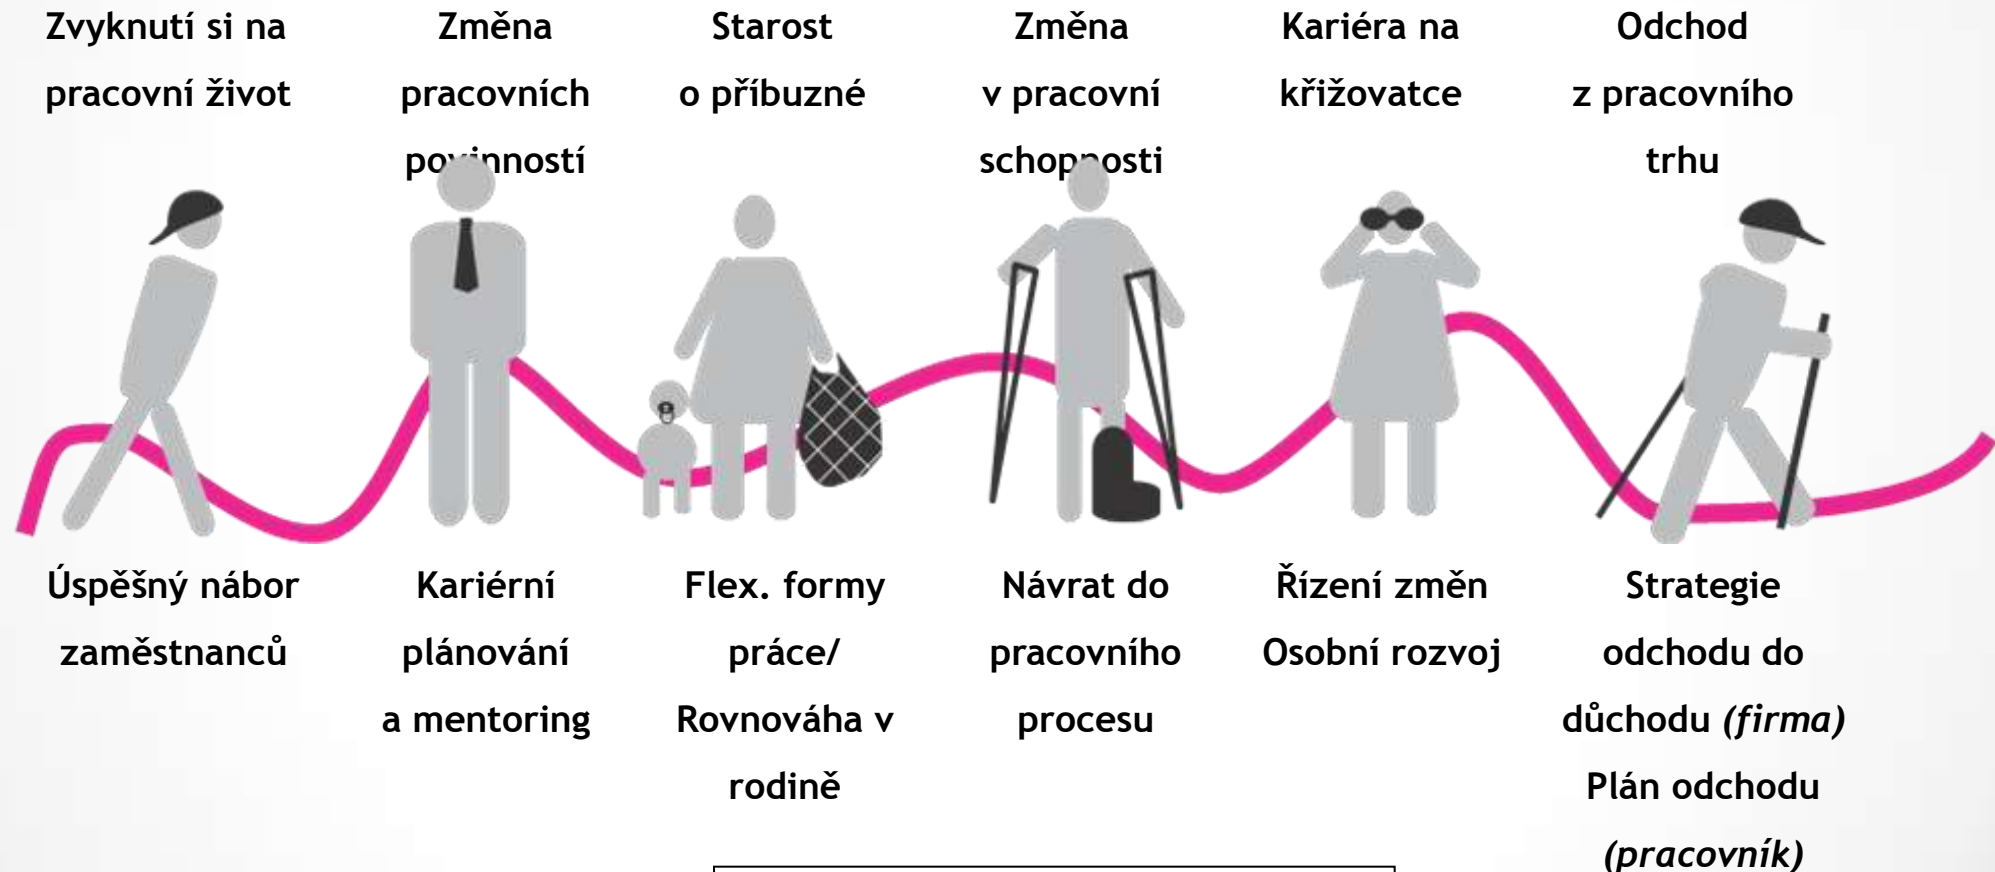 Zvyknutí si na
pracovní život
Změna
pracovních
povinností
Starost
o příbuzné
Změna
v pracovní
schopnosti
Kariéra na
křižovatce
Odchod
z pracovního
trhu
Úspěšný nábor
zaměstnanců
Kariérní
plánování
a mentoring
Flex. formy
práce/
Rovnováha v
rodině
Návrat do
pracovního
procesu
Řízení změn
Osobní rozvoj
Strategie
odchodu do
důchodu (firma)
Plán odchodu
(pracovník)